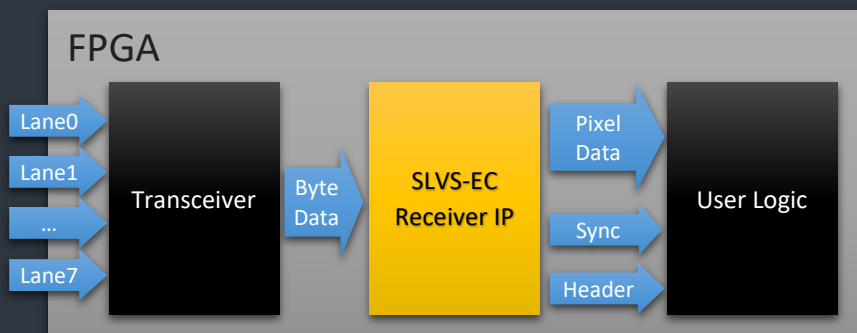 FPGA
Lane0
Lane1
...
Lane7
Transceiver
Byte
Data
SLVS-EC
Receiver IP
Pixel
Data
Sync
Header
User Logic